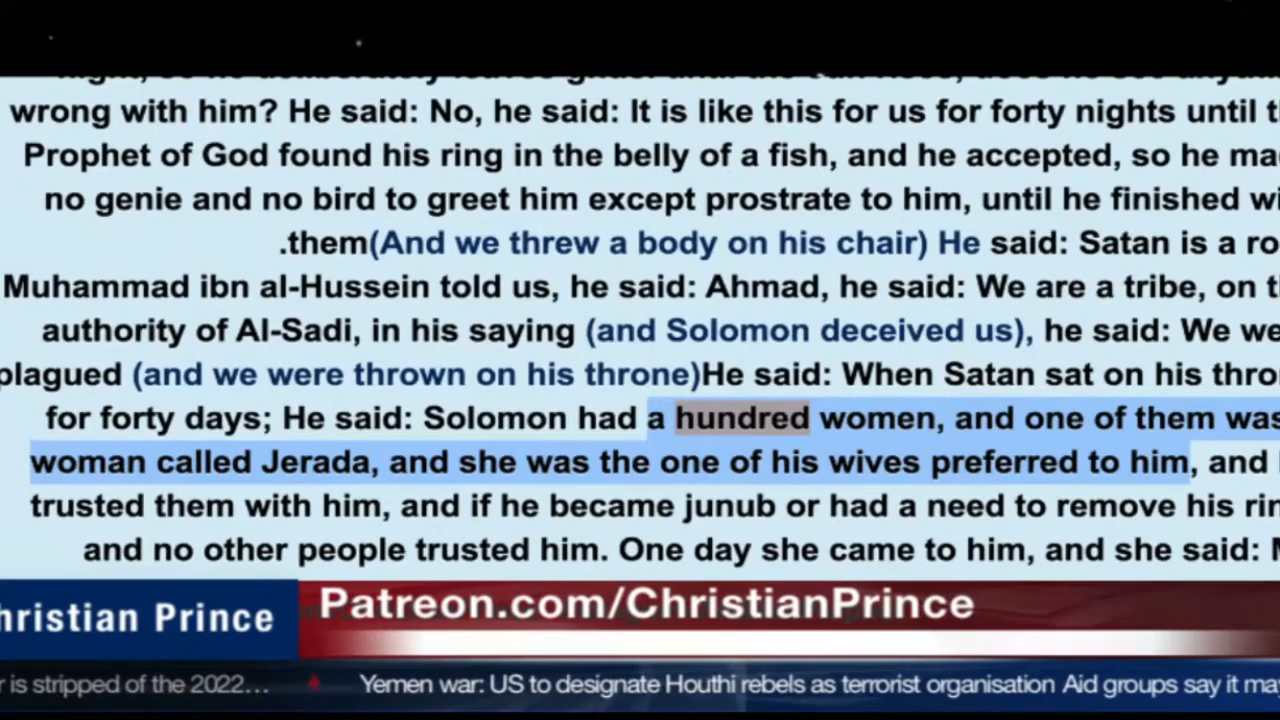 wrong with him? He said: No, he said: It is like this for us for forty nights until
Prophet of God found his ring in the belly of a fish, and he accepted, so he
no genie and no bird to greet him except prostrate to him, until he finished
.them(And we threw a body on his chair) He said: Satan is a
Muhammad ibn al-Hussein told us, he said: Ahmad, he said: We are a tribe, on
authority of Al-Sadi, in his saying (and Solomon deceived us), he said: We
plagued (and we were thrown on his throne)He said: When Satan sat on his
for forty days; He said: Solomon had a hundred women, and one of them was
woman called Jerada, and she was the one of his wives preferred to him, and
trusted them with him, and if he became junub or had a need to remove his
and no other people trusted him. One day she came to him, and she said:
Christian Prince
Patreon.com/ChristianPrince
is stripped of the 2022... Yemen war: US to designate Houthi rebels as terrorist organisation Aid groups say it